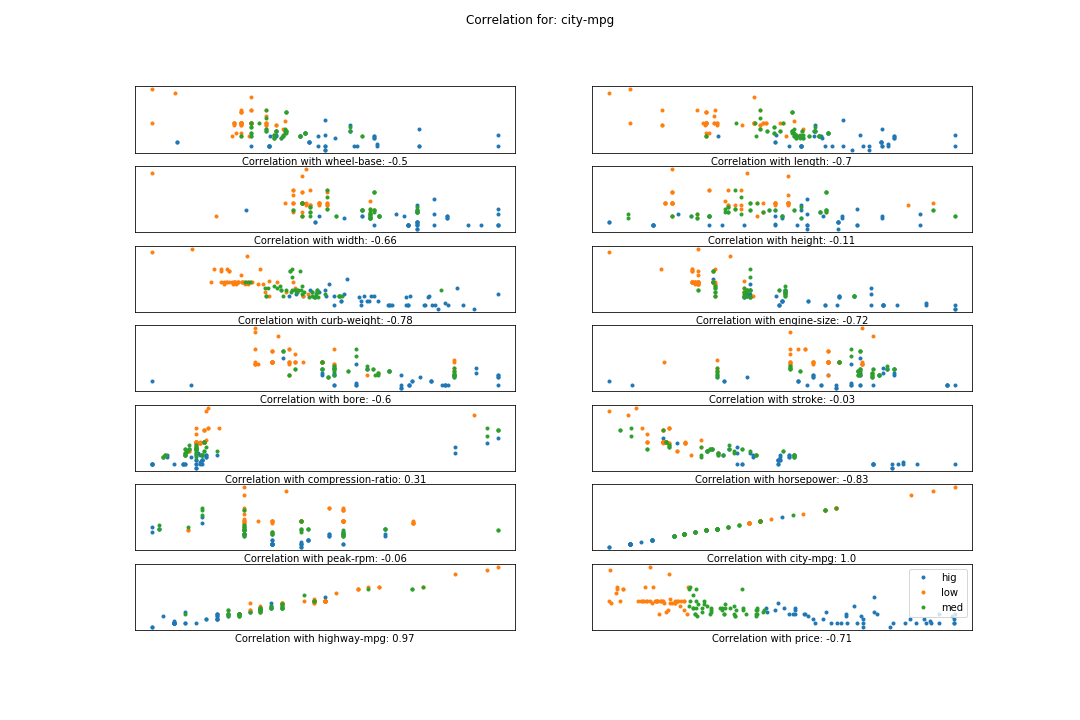 Correlation for: city-mpg
Correlation with wheel-base: -0.5
Correlation with length: -0.7
Correlation with width: -0.66
Correlation with height: -0.11
Correlation with curb-weight: -0.78
Correlation with engine-size: -0.72
Correlation with bore: -0.6
Correlation with stroke: -0.03
Correlation with compression-ratio: 0.31
Correlation with horsepower: -0.83
Correlation with peak-rpm: -0.06
Correlation with city-mpg: 1.0
hig
low
med
Correlation with highway-mpg: 0.97
Correlation with price: -0.71